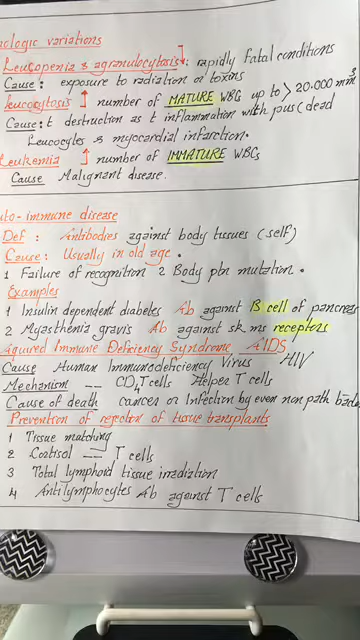 ologic variations
Leucopenia & agranulocytosis ↓: rapidly fatal conditions
Cause: exposure to radiation or toxins
Leucocytosis ↑ number of MATURE WBCs up to > 20.000 mm3
Cause: t destruction as t inflammation with pus (dead
Leucocytes & myocardial infarction.
Leukemia ↑ number of IMMATURE WBCs
Cause Malignant disease.
uto-immune disease
Def: Antibodies against body tissues (self)
Cause: Usually in old age.
1 Failure of recognition 2 Body ptn mutation.
Examples
1 Insulin dependent diabetes Ab against B cell of pancreas
2 Myasthenia gravis Ab against sk ms receptors
Aquired Immune Deficiency Syndrome AIDS
Cause Human Immunodeficiency Virus HIV
Mechanism -- CD4 T cells Helper T cells
Cause of death cancer or Infection by even non path
Prevention of rejection of tissue transplants
1 Tissue matching
2 Cortisol -- T cells
3 Total lymphoid tissue irradiation
4 Antilymphocytes Ab against T cells